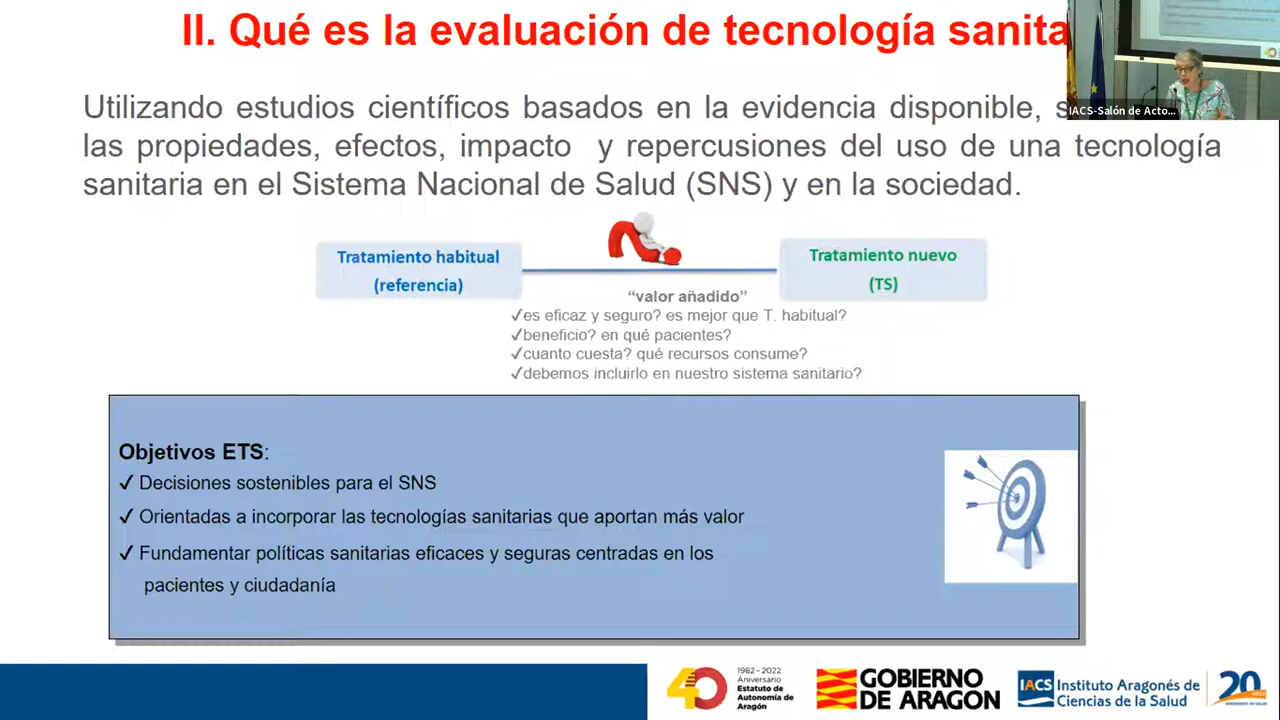 II. Qué es la evaluación de tecnología sanita
Utilizando estudios científicos basados en la evidencia disponible, s
IACS-Salón de Acto...
las propiedades, efectos, impacto y repercusiones del uso de una tecnología
sanitaria en el Sistema Nacional de Salud (SNS) y en la sociedad.
Tratamiento habitual
(referencia)
Tratamiento nuevo
(TS)
“valor añadido”
✓es eficaz y seguro? es mejor que T. habitual?
✓beneficio? en qué pacientes?
✓cuanto cuesta? qué recursos consume?
✓debemos incluirlo en nuestro sistema sanitario?
Objetivos ETS:
✓ Decisiones sostenibles para el SNS
✓ Orientadas a incorporar las tecnologías sanitarias que aportan más valor
✓ Fundamentar políticas sanitarias eficaces y seguras centradas en los
pacientes y ciudadanía
40
1982-2022
Aniversario
Estatuto de
Autonomía de
Aragón
GOBIERNO
DE ARAGON
IACS
Instituto Aragonés de
Ciencias de la Salud
20
AÑOS